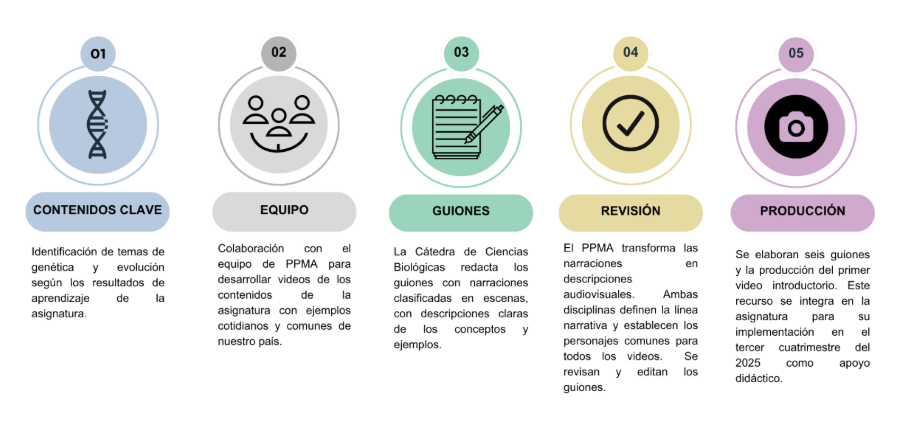 01
CONTENIDOS CLAVE
Identificación de temas de
genética y evolución
según los resultados de
aprendizaje de la
asignatura.
02
EQUIPO
Colaboración con el
equipo de PPMA para
desarrollar videos de los
contenidos de la
asignatura con ejemplos
cotidianos y comunes de
nuestro país.
03
GUIONES
La Cátedra de Ciencias
Biológicas redacta los
guiones con narraciones
clasificadas en escenas,
con descripciones claras
de los conceptos y
ejemplos.
04
REVISIÓN
El PPMA transforma las
narraciones en
descripciones
audiovisuales. Ambas
disciplinas definen la línea
narrativa y establecen los
personajes comunes para
todos los videos. Se
revisan y editan los
guiones.
05
PRODUCCIÓN
Se elaboran seis guiones
y la producción del primer
video introductorio. Este
recurso se integra en la
asignatura para su
implementación en el
tercer cuatrimestre del
2025 como apoyo
didáctico.